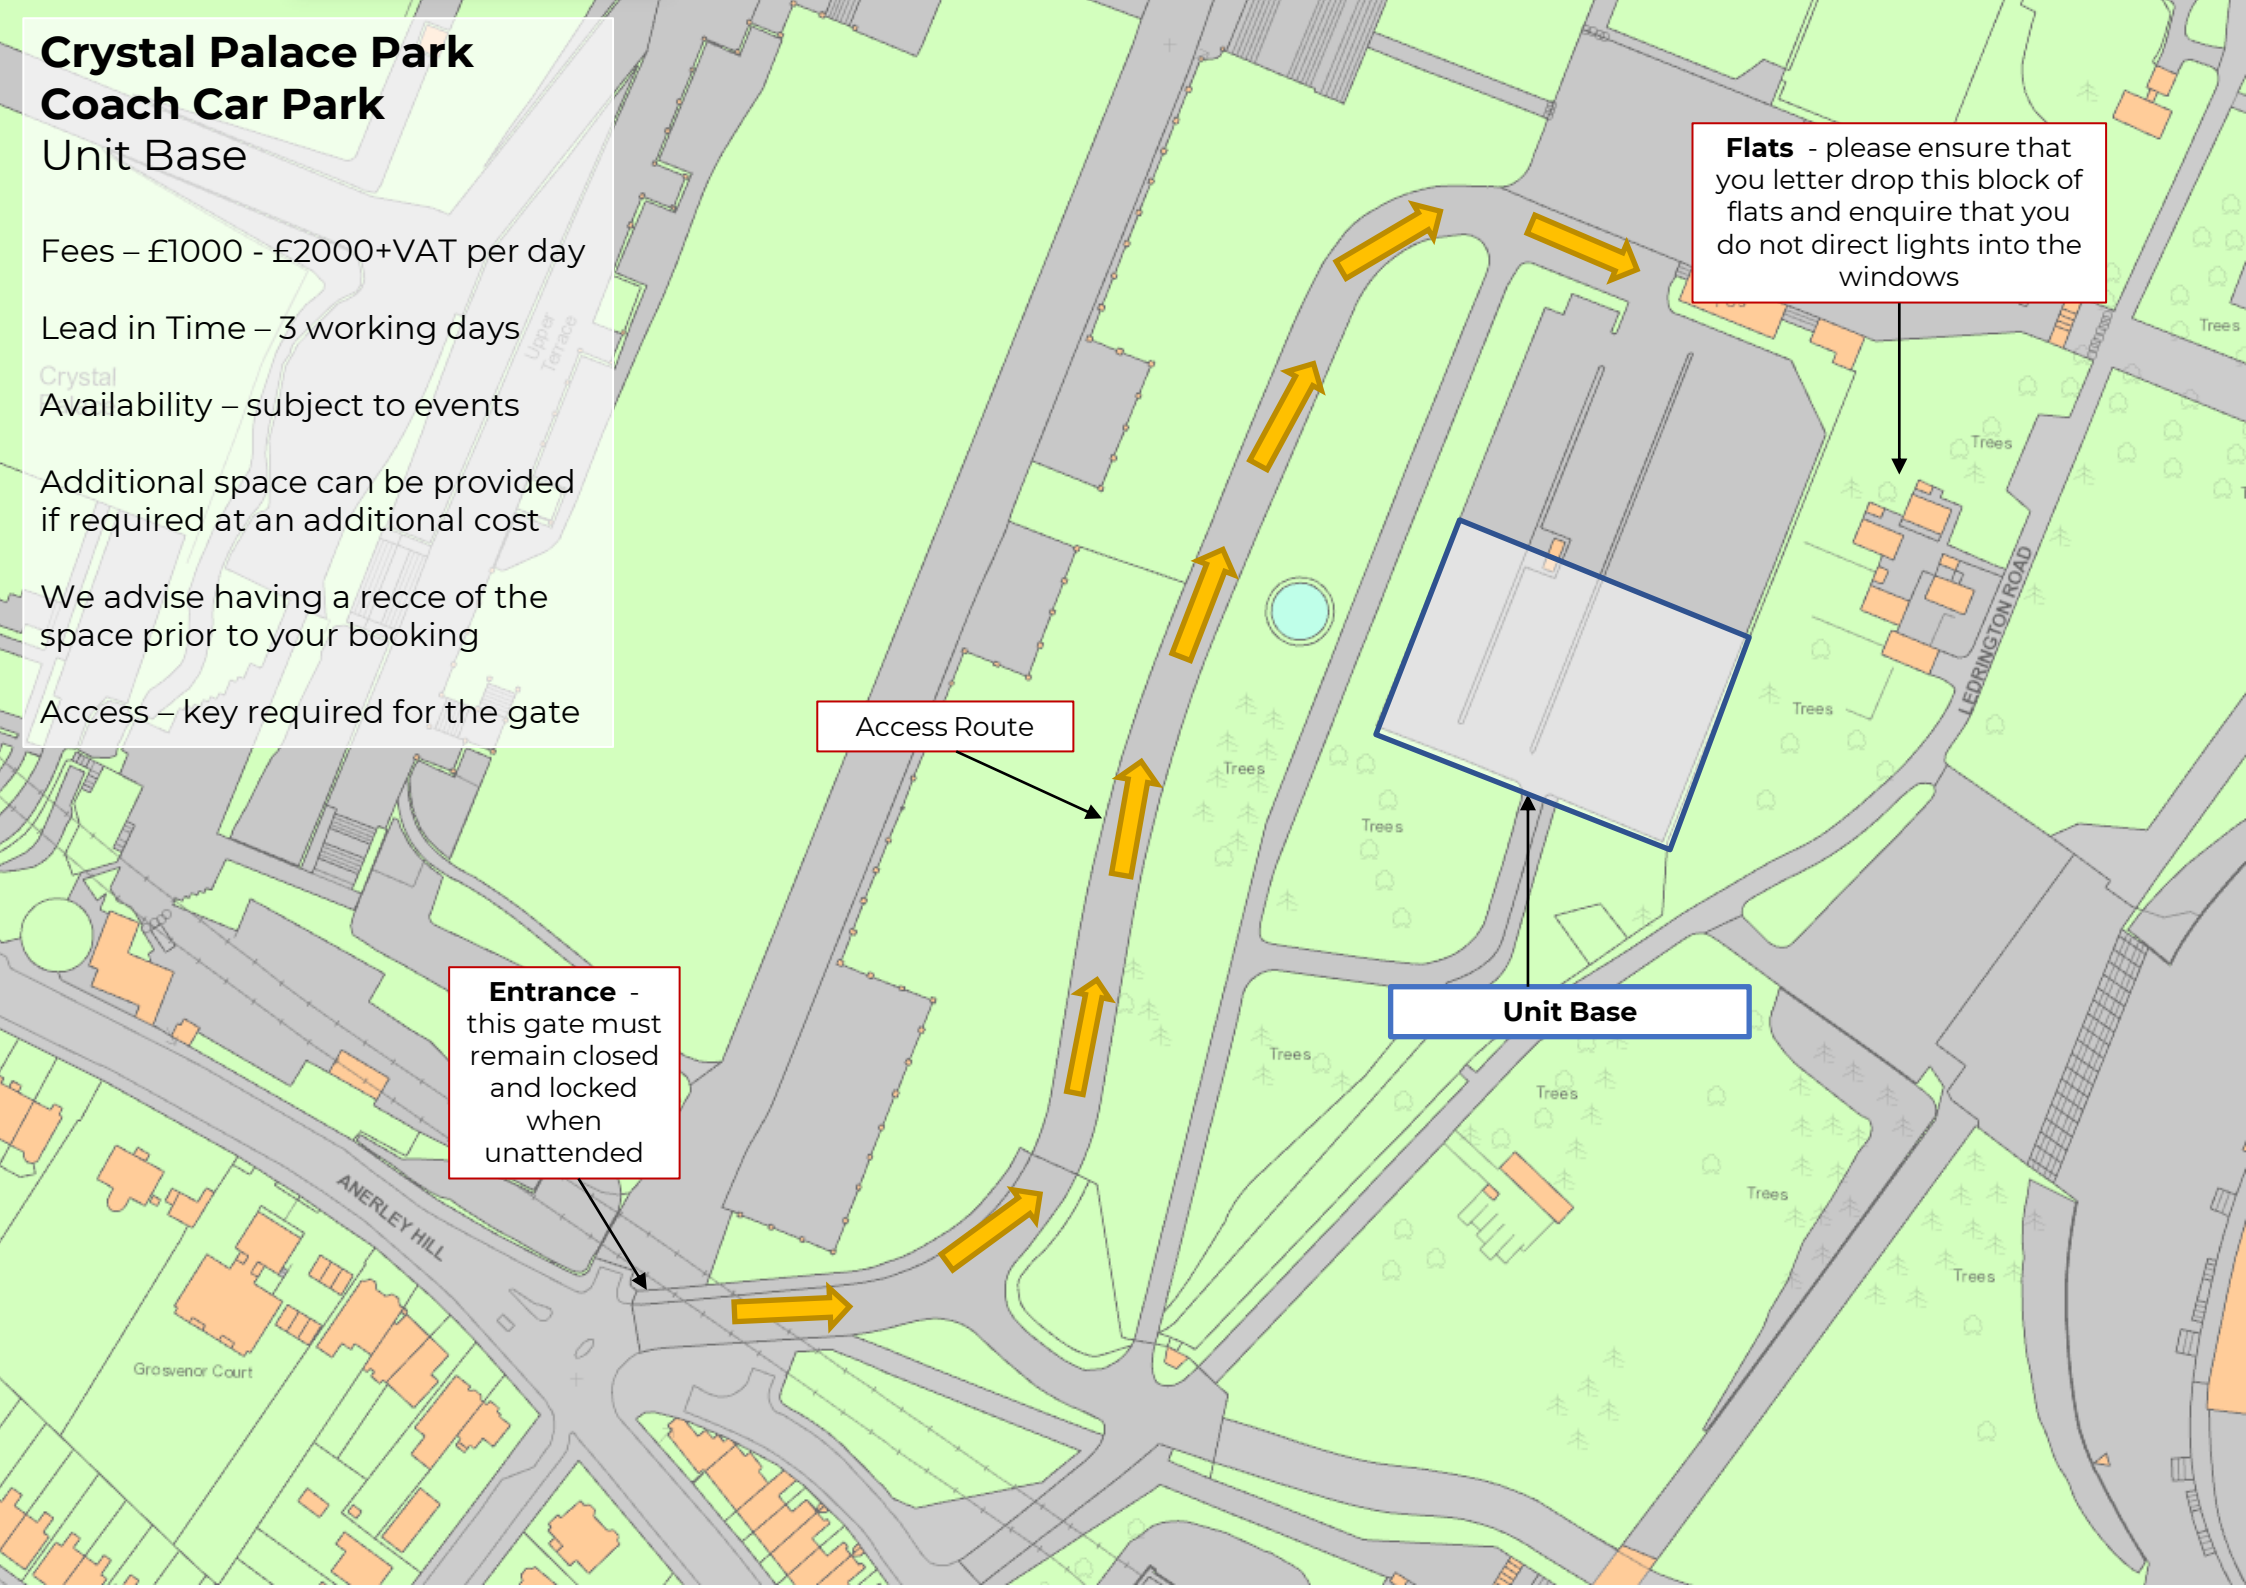 Crystal Palace Park
Coach Car Park
Unit Base
Fees – £1000 - £2000+VAT per day
Lead in Time – 3 working days
Availability – subject to events
Additional space can be provided
if required at an additional cost
We advise having a recce of the
space prior to your booking
Access – key required for the gate
Upper
Terrace
Crystal
Flats - please ensure that
you letter drop this block of
flats and enquire that you
do not direct lights into the
windows
Trees
Trees
LEDRINGTON ROAD
Trees
Access Route
Trees
Trees
Entrance -
this gate must
remain closed
and locked
when
unattended
Unit Base
Trees
Trees
Trees
Trees
ANERLEY HILL
Grosvenor Court